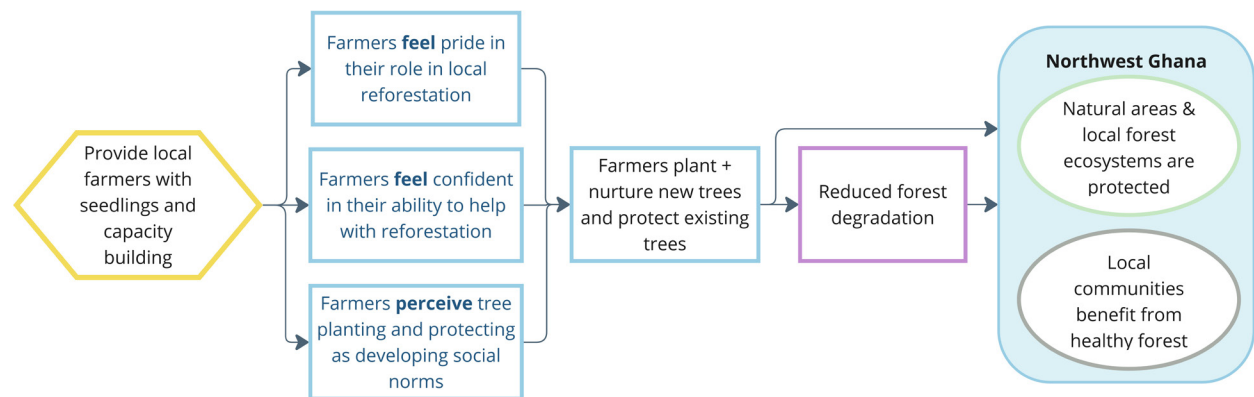 Provide local
farmers with
seedlings and
capacity
building
Farmers feel pride in
their role in local
reforestation
Farmers feel confident
in their ability to help
with reforestation
Farmers perceive tree
planting and protecting
as developing social
norms
Farmers plant +
nurture new trees
and protect existing
trees
Reduced forest
degradation
Northwest Ghana
Natural areas &
local forest
ecosystems are
protected
Local
communities
benefit from
healthy forest